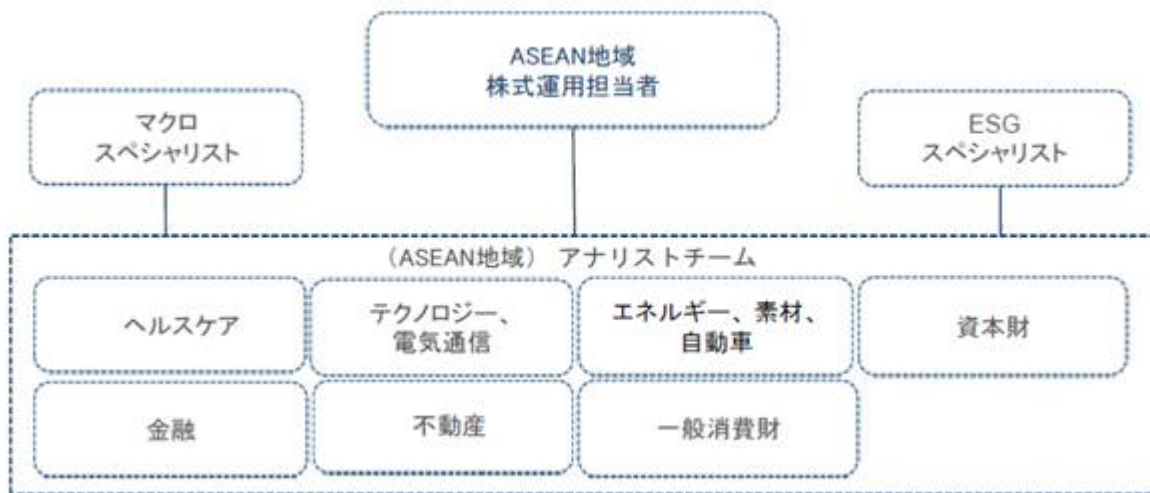 ASEAN地域
株式運用担当者
マクロ
スペシャリスト
ESG
スペシャリスト
（ASEAN地域） アナリストチーム
ヘルスケア
テクノロジー、
電気通信
エネルギー、素材、
自動車
資本財
金融
不動産
一般消費財